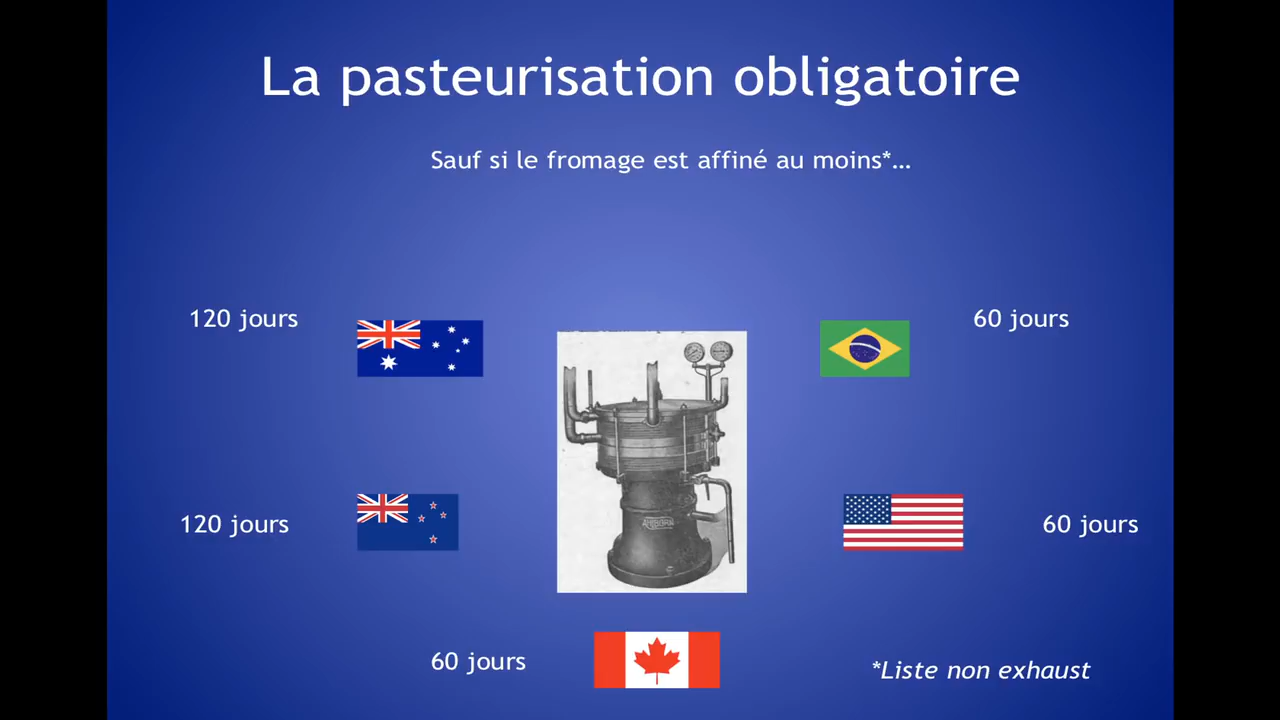 La pasteurisation obligatoire
Sauf si le fromage est affiné au moins*…
120 jours
60 jours
120 jours
AHLBORN
60 jours
60 jours
*Liste non exhaust